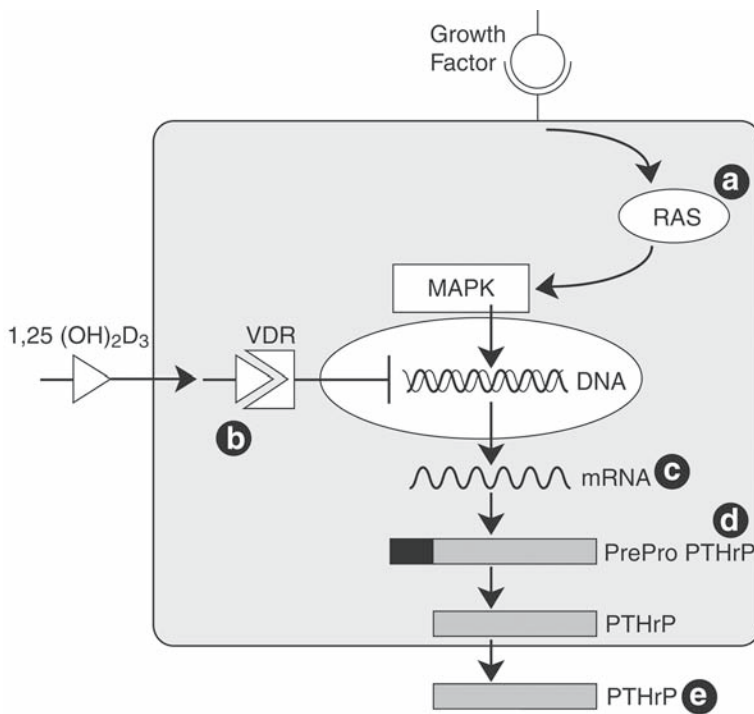 Growth
Factor
a
RAS
MAPK
1,25 (OH)₂D₃
VDR
DNA
b
mRNA c
d
PrePro PTHrP
PTHrP
PTHrP e